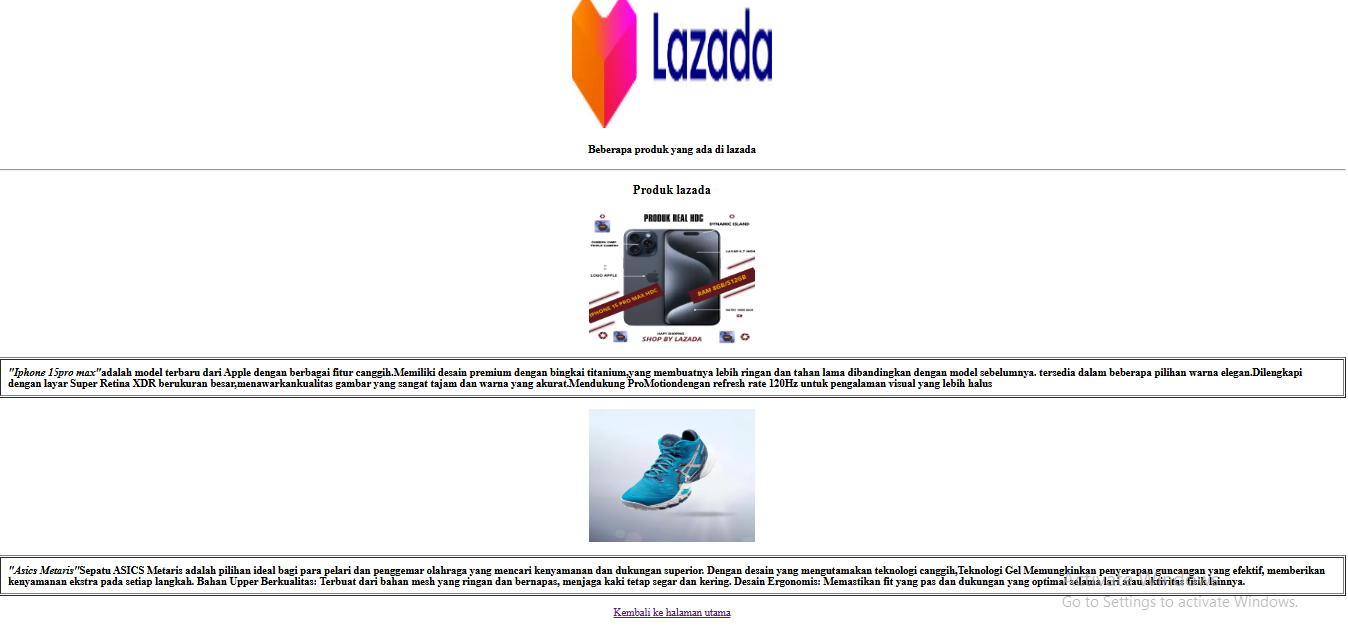 Lazada
Beberapa produk yang ada di lazada
Produk lazada
PRODUK REAL HDC
DYNAMIC ISLAND
LOGO APPLE
RAM 8GB/512GB
IPHONE 15 PRO MAX HDC
SHOP BY LAZADA
"Iphone 15pro max"adalah model terbaru dari Apple dengan berbagai fitur canggih.Memiliki desain premium dengan bingkai titanium,yang membuatnya lebih ringan dan tahan lama dibandingkan dengan model sebelumnya. tersedia dalam beberapa pilihan warna elegan.Dilengkapi
dengan layar Super Retina XDR berukuran besar,menawarkankualitas gambar yang sangat tajam dan warna yang akurat.Mendukung ProMotiondengan refresh rate 120Hz untuk pengalaman visual yang lebih halus
"Asics Metaris"Sepatu ASICS Metaris adalah pilihan ideal bagi para pelari dan penggemar olahraga yang mencari kenyamanan dan dukungan superior. Dengan desain yang mengutamakan teknologi canggih,Teknologi Gel Memungkinkan penyerapan guncangan yang efektif, memberikan
kenyamanan ekstra pada setiap langkah. Bahan Upper Berkualitas: Terbuat dari bahan mesh yang ringan dan bernapas, menjaga kaki tetap segar dan kering. Desain Ergonomis: Memastikan fit yang pas dan dukungan yang optimal selama lari atau aktivitas fisik lainnya.
Activate Windows
Go to Settings to activate Windows.
Kembali ke halaman utama